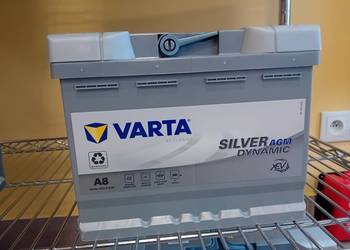 VARTA
SILVER AGM
DYNAMIC
A8
xEV